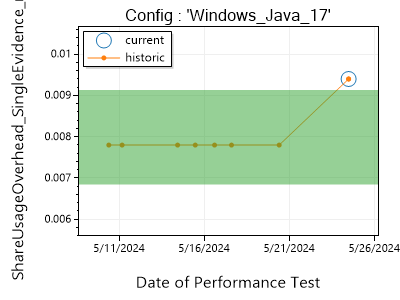 Config : 'Windows_Java_17'
current
historic
0.01
0.009
0.008
0.007
0.006
5/11/2024
5/16/2024
5/21/2024
5/26/2024
Date of Performance Test
ShareUsageOverhead_SingleEvidence_